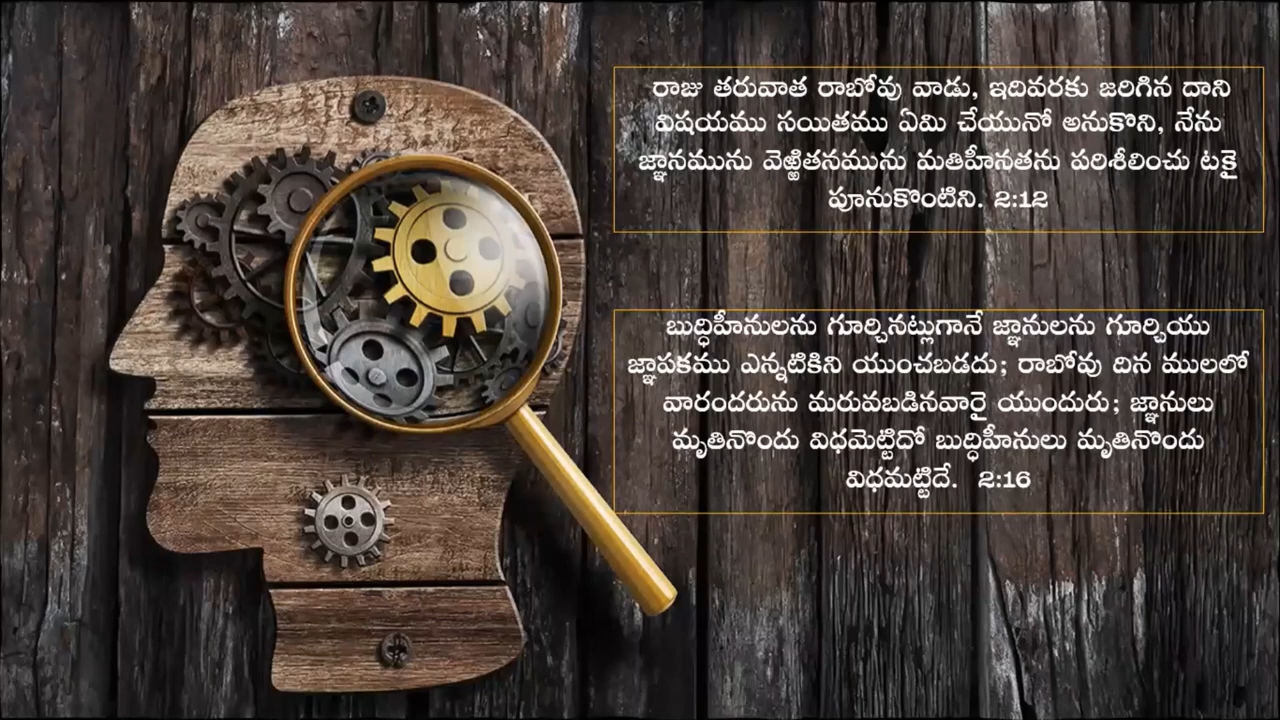 రాజు తరువాత రాబోవు వాడు, ఇదివరకు జరిగిన దాని
విషయము సయితము ఏమి చేయునో అనుకొని, నేను
జ్ఞానమును వెఱ్ఱితనమును మతిహీనతను పరిశీలించు టకై
పూనుకొంటిని. 2:12
బుద్ధిహీనులను గూర్చినట్లుగానే జ్ఞానులను గూర్చియు
జ్ఞాపకము ఎన్నటికిని యుంచబడదు; రాబోవు దిన ములలో
వారందరును మరువబడినవారై యుందురు; జ్ఞానులు
మృతినొందు విధమెట్టిదో బుద్ధిహీనులు మృతినొందు
విధమట్టిదే. 2:16